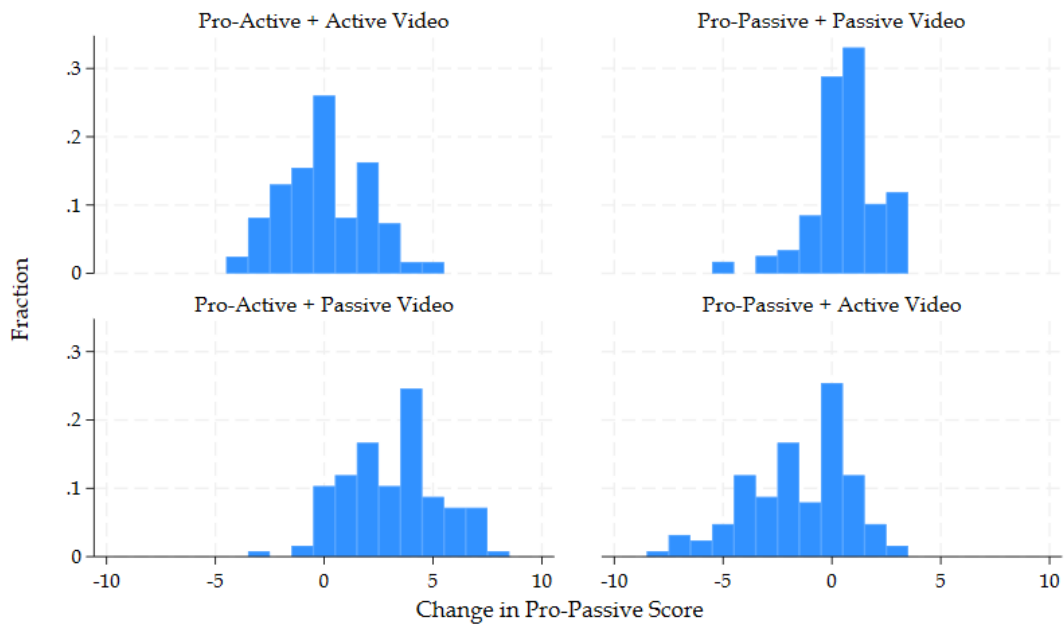 Pro-Active + Active Video
Pro-Passive + Passive Video
.3
.2
.1
0
Fraction
Pro-Active + Passive Video
Pro-Passive + Active Video
.3
.2
.1
0
-10 -5 0 5 10
-10 -5 0 5 10
Change in Pro-Passive Score